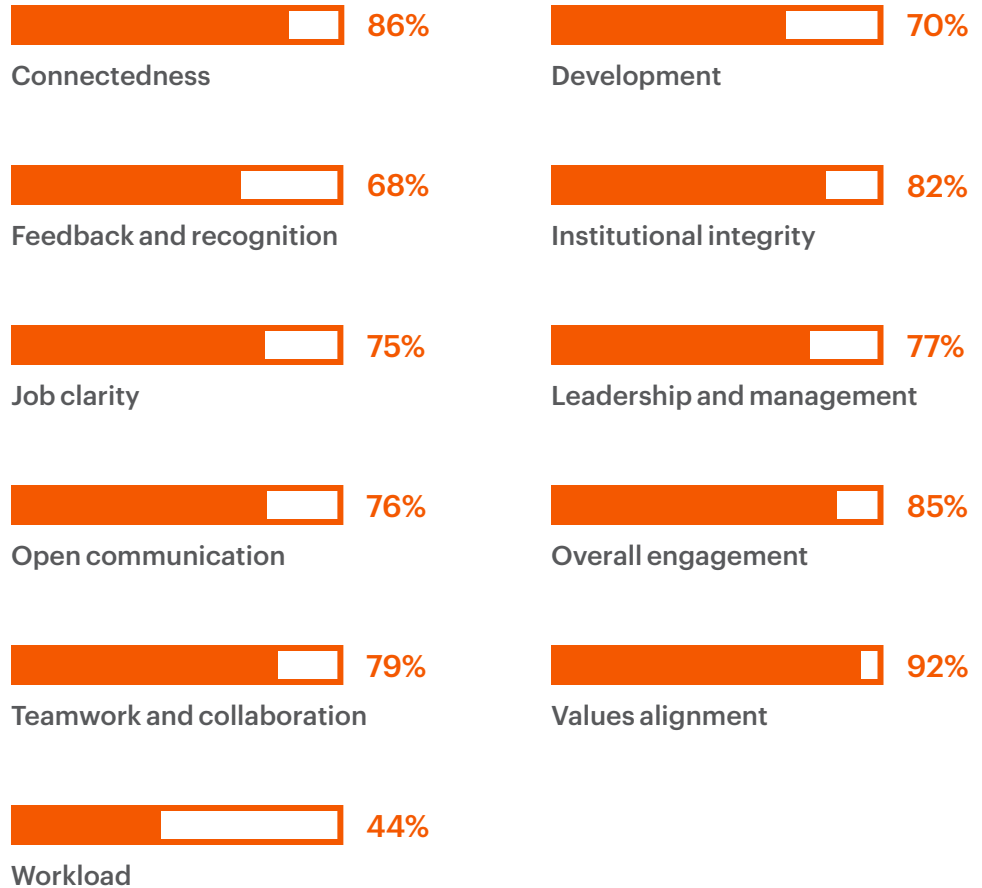 86%
Connectedness
70%
Development
68%
Feedback and recognition
82%
Institutional integrity
75%
Job clarity
77%
Leadership and management
76%
Open communication
85%
Overall engagement
79%
Teamwork and collaboration
92%
Values alignment
44%
Workload